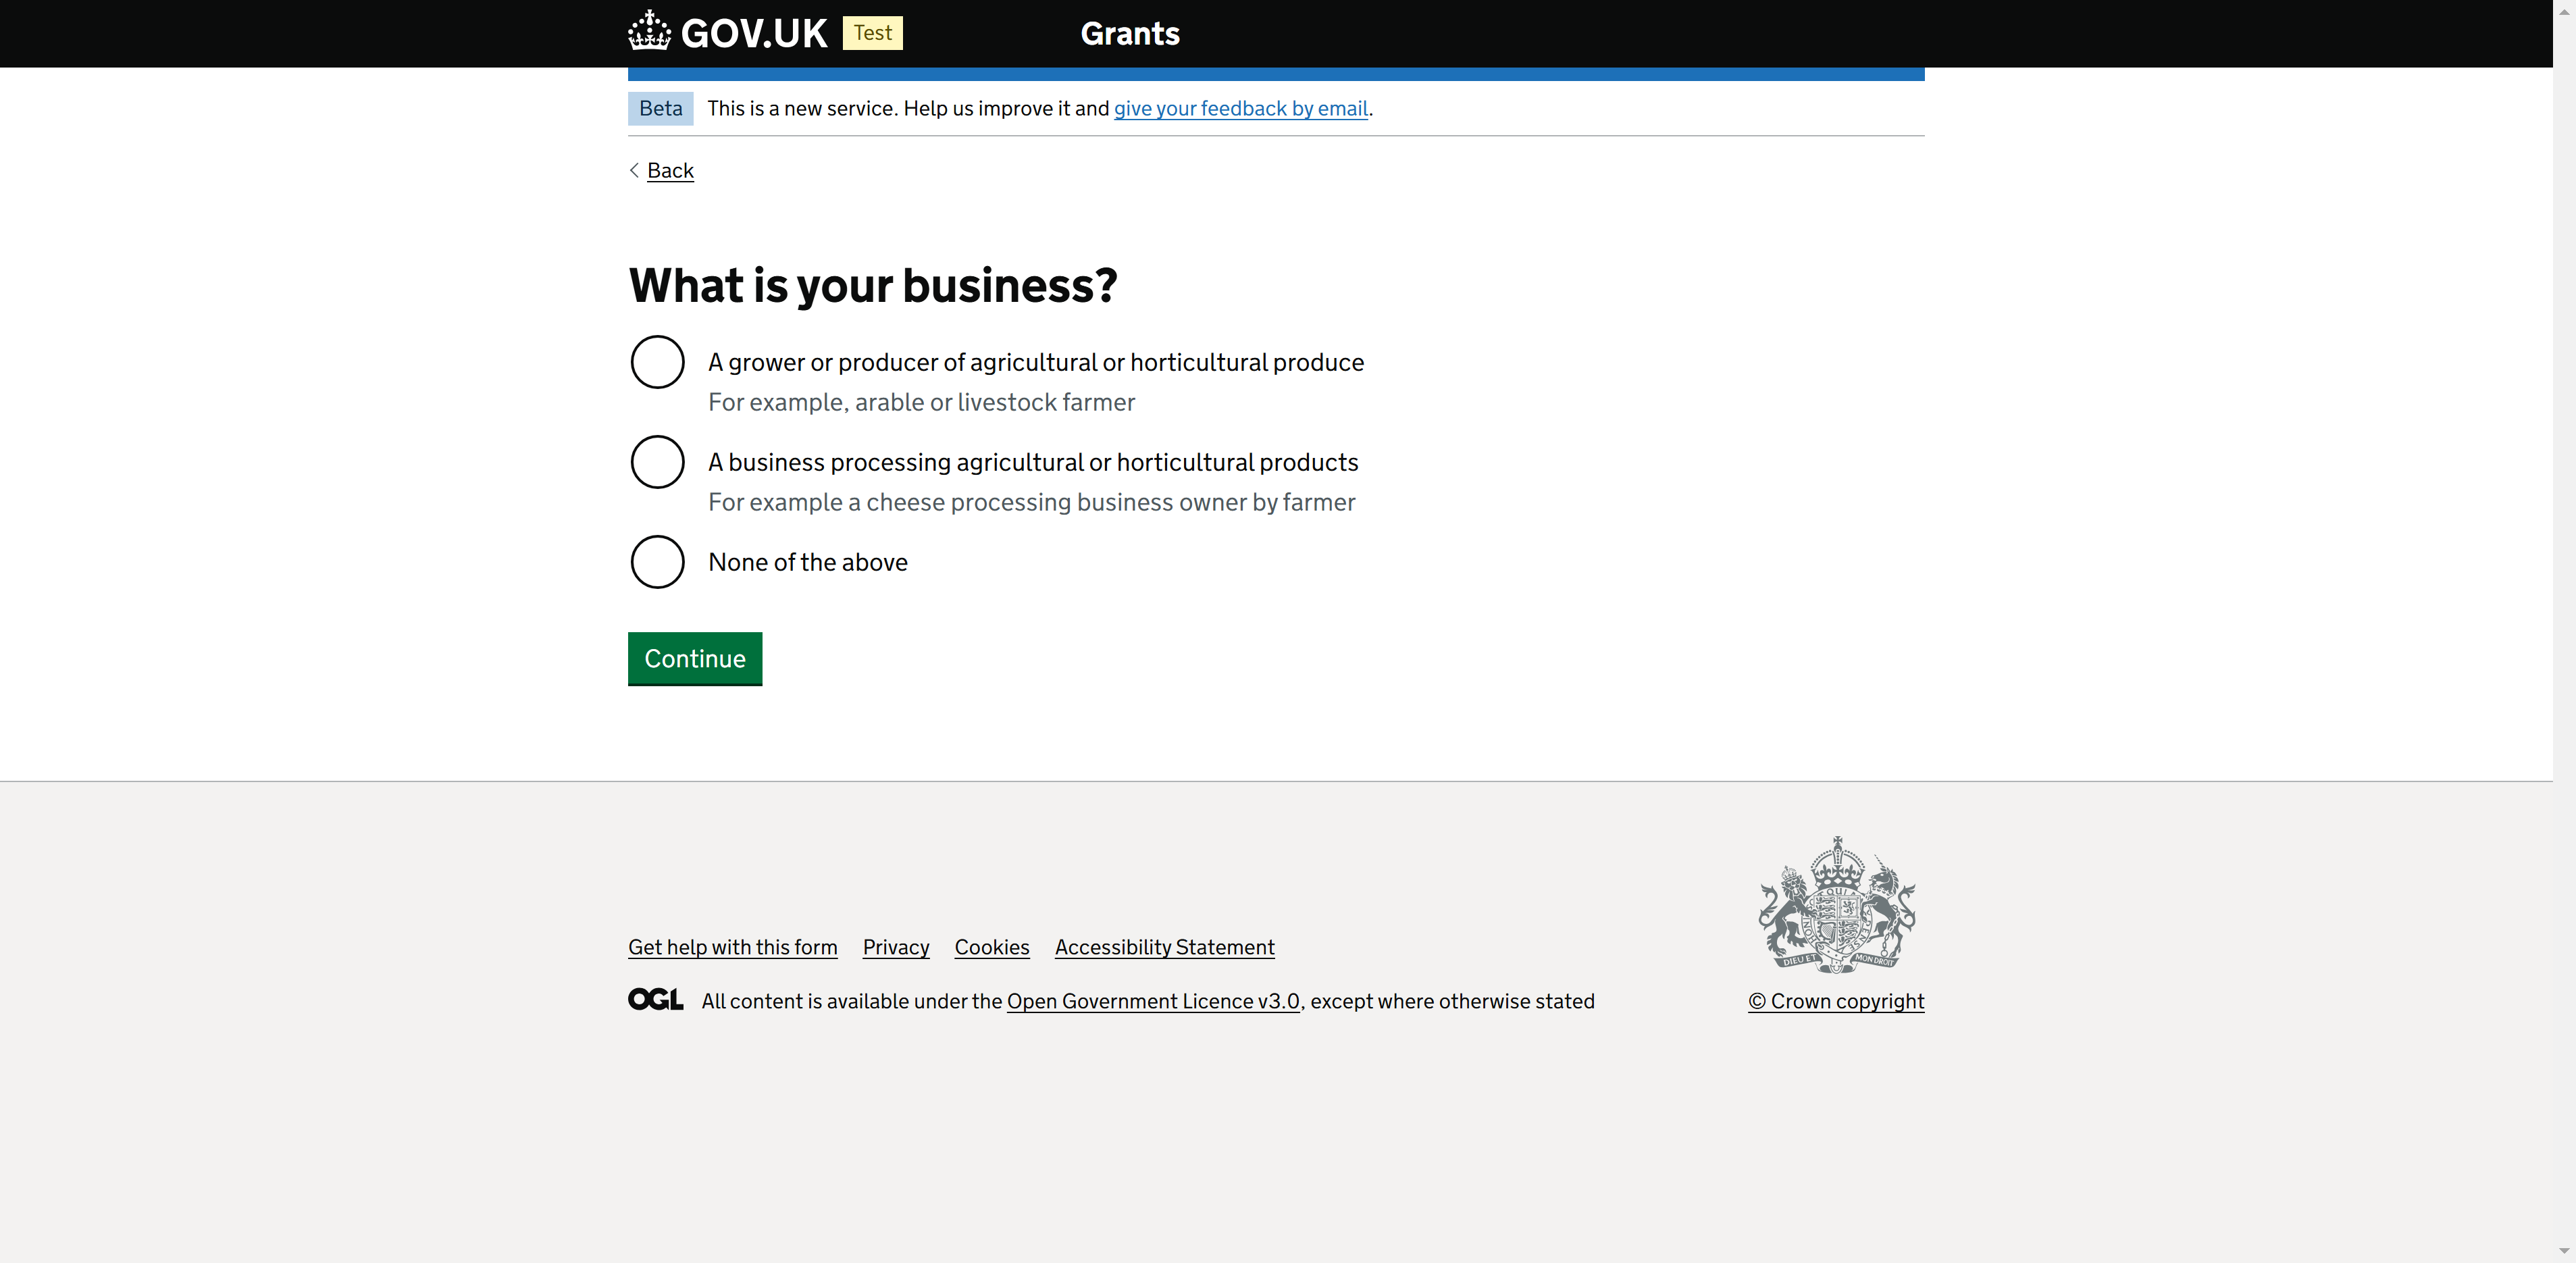 GOV.UK Test Grants
Beta This is a new service. Help us improve it and give your feedback by email.
Back
What is your business?
A grower or producer of agricultural or horticultural produce
For example, arable or livestock farmer
A business processing agricultural or horticultural products
For example a cheese processing business owner by farmer
None of the above
Continue
Get help with this form Privacy Cookies Accessibility Statement
DIEU ET MON DROIT
OGL All content is available under the Open Government Licence v3.0, except where otherwise stated
© Crown copyright